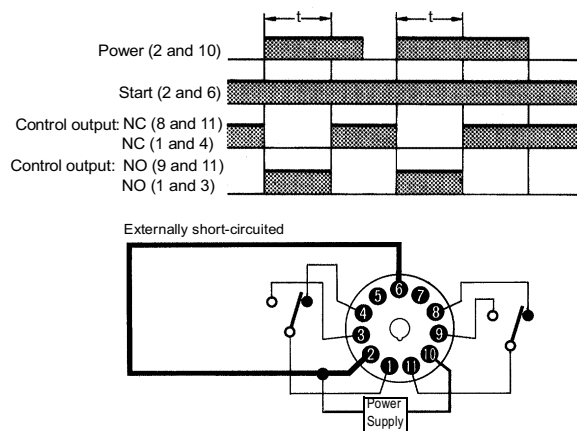 t t
Power (2 and 10)
Start (2 and 6)
Control output: NC (8 and 11)
NC (1 and 4)
Control output: NO (9 and 11)
NO (1 and 3)
Externally short-circuited
6
5 7
4 8
3 9
2 10
1 11
Power
Supply